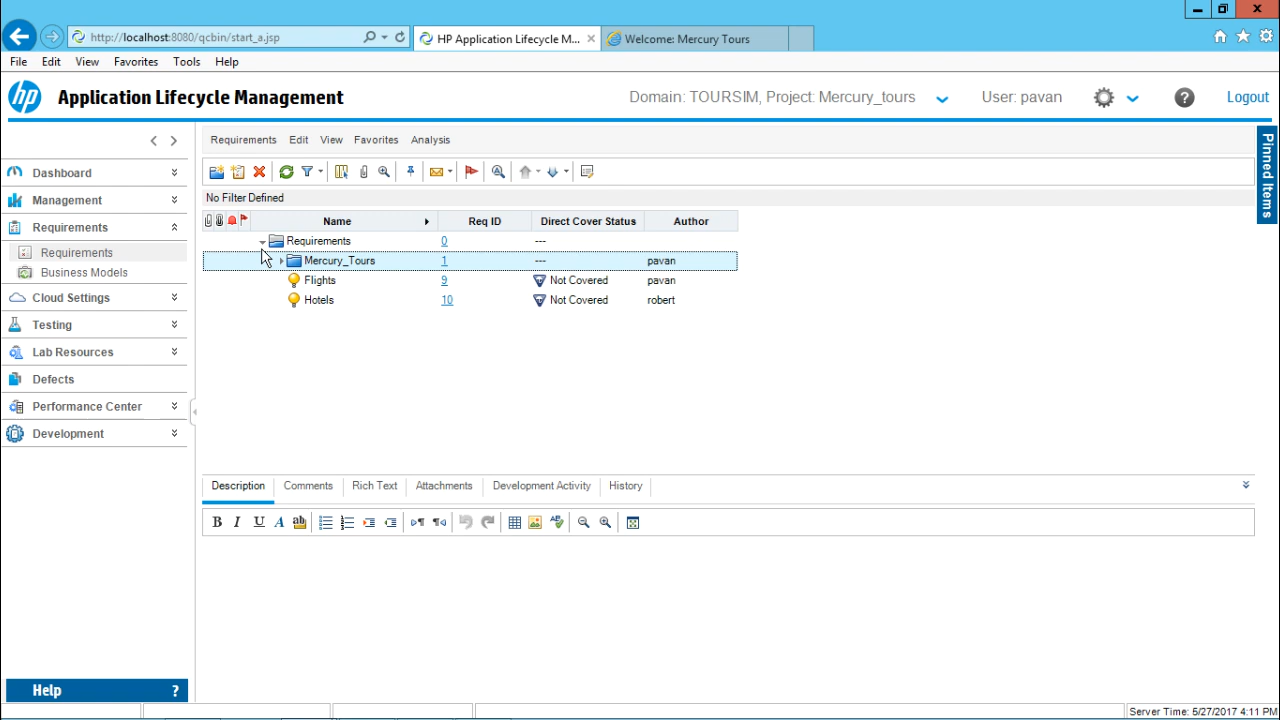 http://localhost:8080/qcbin/start_a.jsp
HP Application Lifecycle M...
Welcome: Mercury Tours
File Edit View Favorites Tools Help
hp Application Lifecycle Management
Domain: TOURSIM, Project: Mercury_tours
User: pavan
Logout
Requirements Edit View Favorites Analysis
Pinned Items
Dashboard
Management
Requirements
Requirements
Business Models
Cloud Settings
Testing
Lab Resources
Defects
Performance Center
Development
No Filter Defined
Name Req ID Direct Cover Status Author
Requirements 0 ---
Mercury_Tours 1 --- pavan
Flights 9 Not Covered pavan
Hotels 10 Not Covered robert
Description Comments Rich Text Attachments Development Activity History
B I U A ab
Help ?
Server Time: 5/27/2017 4:11 PM